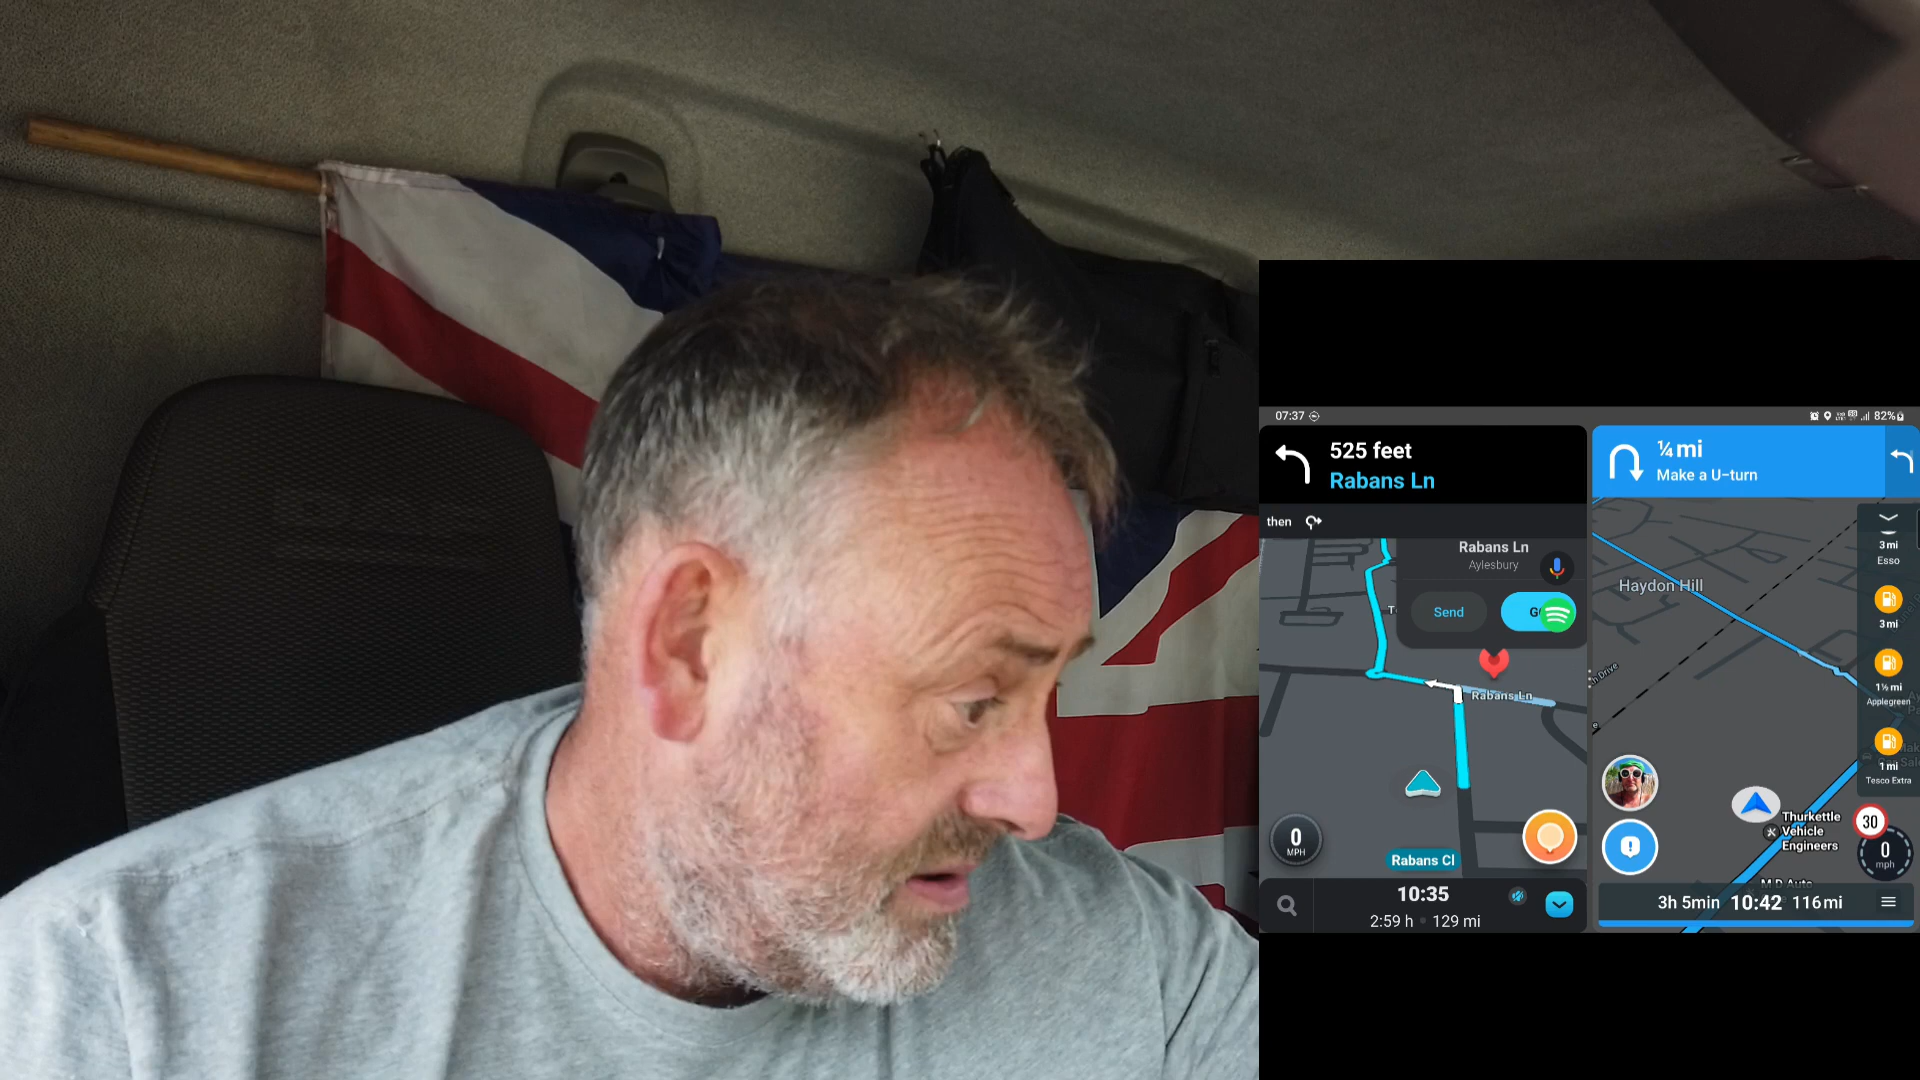 07:37
82%
525 feet
Rabans Ln
then
Rabans Ln
Aylesbury
Send
Rabans Ln
0
MPH
Rabans Cl
10:35
2:59 h • 129 mi
¼ mi
Make a U-turn
Haydon Hill
3 mi
Esso
3 mi
1½ mi
Applegreen
1 mi
Tesco Extra
Drive
Thurkettle
Vehicle
Engineers
30
0
mph
M D Auto
3h 5min 10:42 116 mi